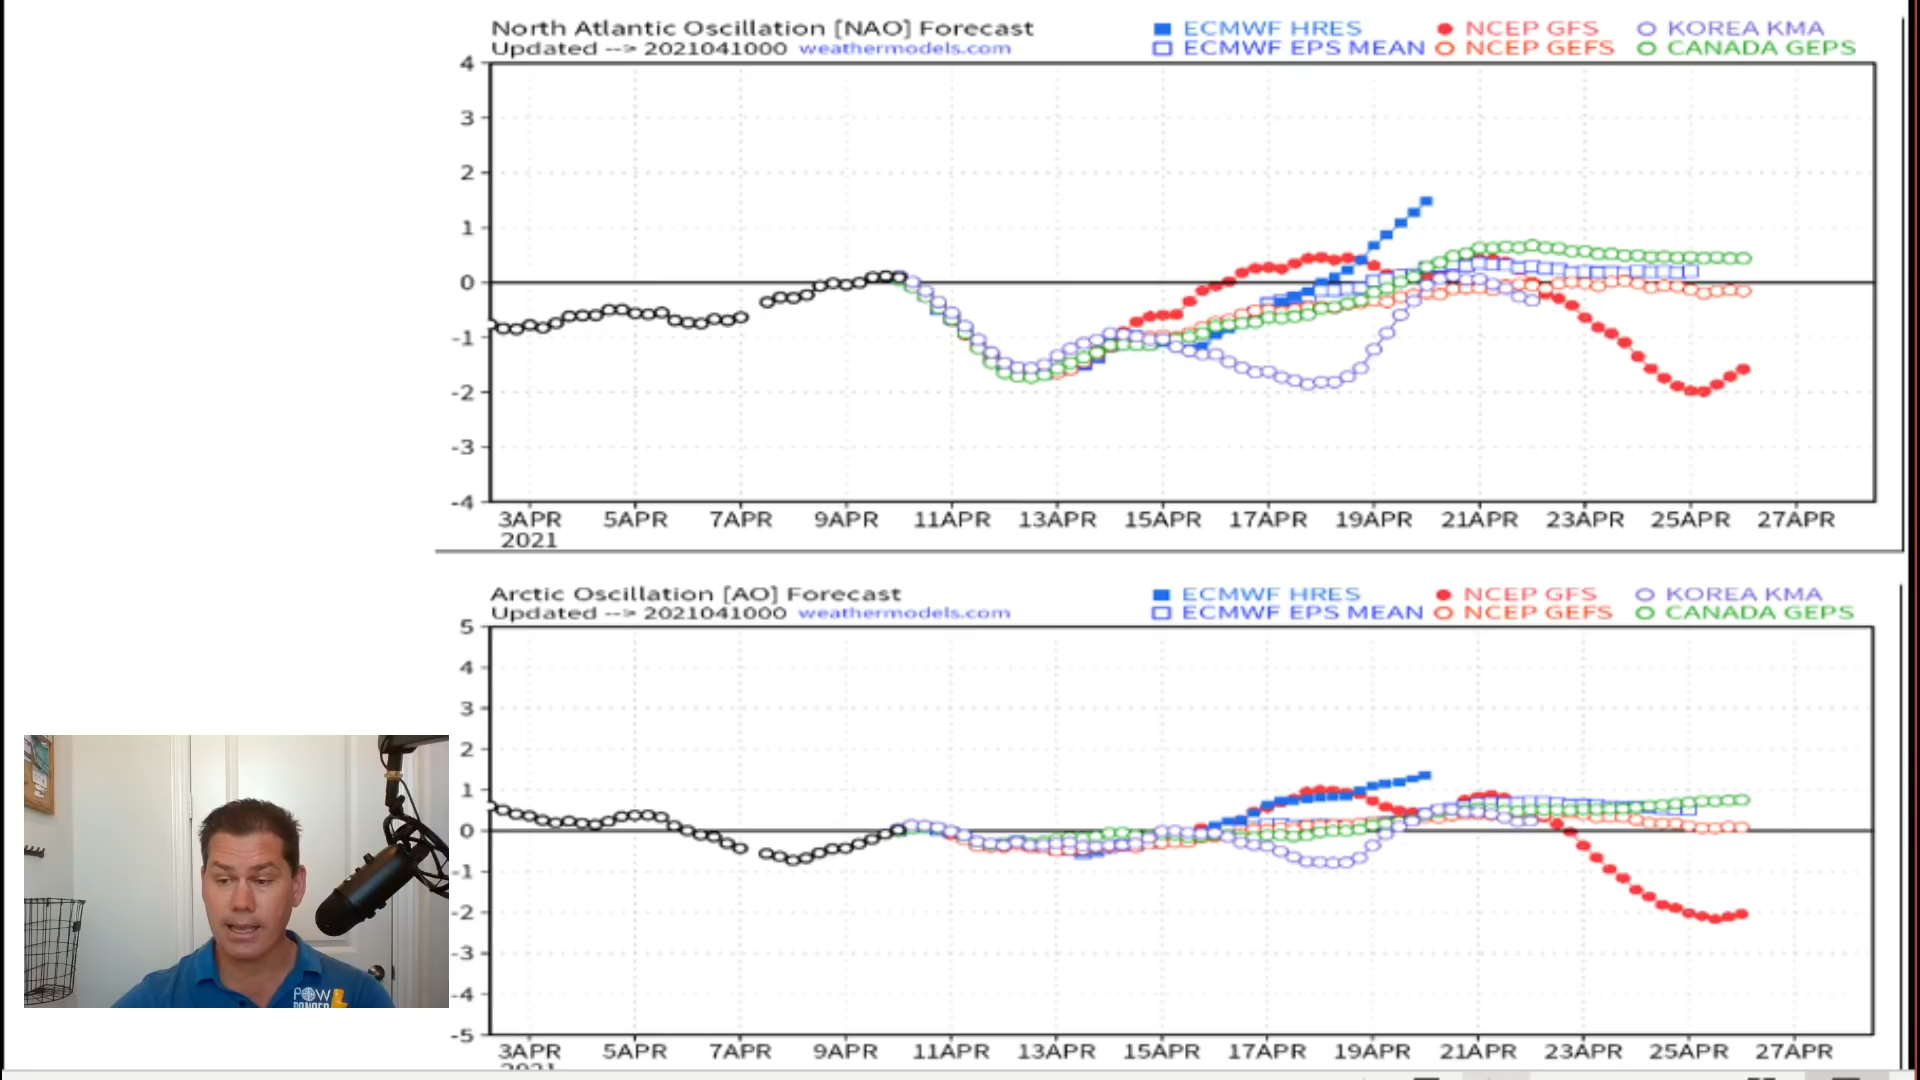 North Atlantic Oscillation [NAO] Forecast
Updated --> 2021041000 weathermodels.com
ECMWF HRES NCEP GFS KOREA KMA
ECMWF EPS MEAN NCEP GEFS CANADA GEPS
4
3
2
1
0
-1
-2
-3
-4
3APR 5APR 7APR 9APR 11APR 13APR 15APR 17APR 19APR 21APR 23APR 25APR 27APR
2021
Arctic Oscillation [AO] Forecast
Updated --> 2021041000 weathermodels.com
ECMWF HRES NCEP GFS KOREA KMA
ECMWF EPS MEAN NCEP GEFS CANADA GEPS
5
4
3
2
1
0
-1
-2
-3
-4
-5
3APR 5APR 7APR 9APR 11APR 13APR 15APR 17APR 19APR 21APR 23APR 25APR 27APR
2021
POW
PONDER